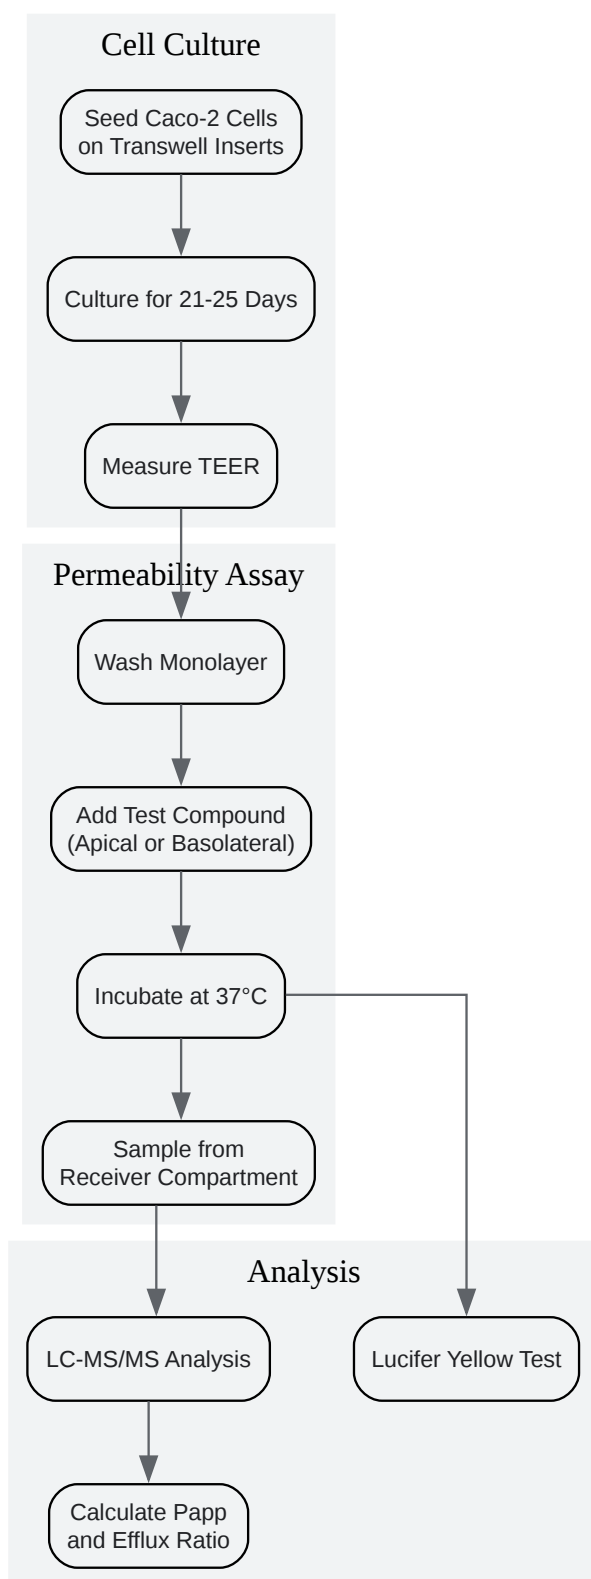 Cell Culture
Seed Caco-2 Cells
on Transwell Inserts
Culture for 21-25 Days
Measure TEER
Permeability Assay
Wash Monolayer
Add Test Compound
(Apical or Basolateral)
Incubate at 37°C
Sample from
Receiver Compartment
Analysis
LC-MS/MS Analysis
Lucifer Yellow Test
Calculate Papp
and Efflux Ratio